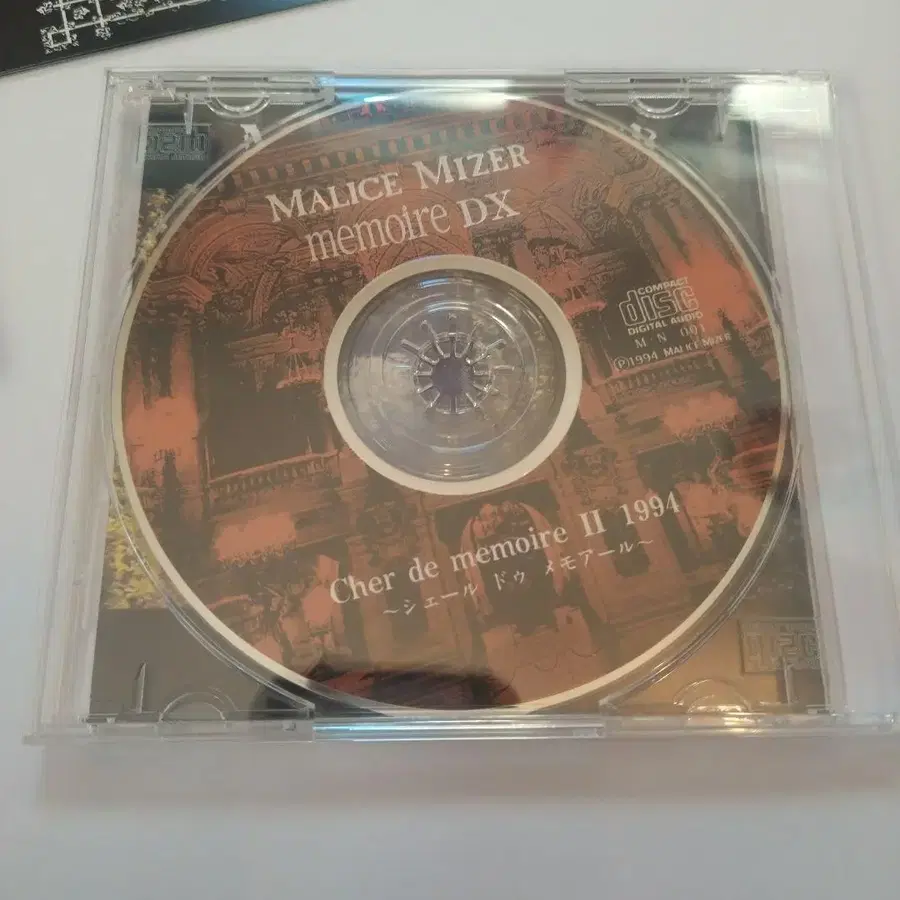 MALICE MIZER
memoire DX
COMPACT
disc
DIGITAL AUDIO
M N 001
Ⓟ1994 MALICE MIZER
Cher de memoire II 1994
~シェール ドゥ メモアール~